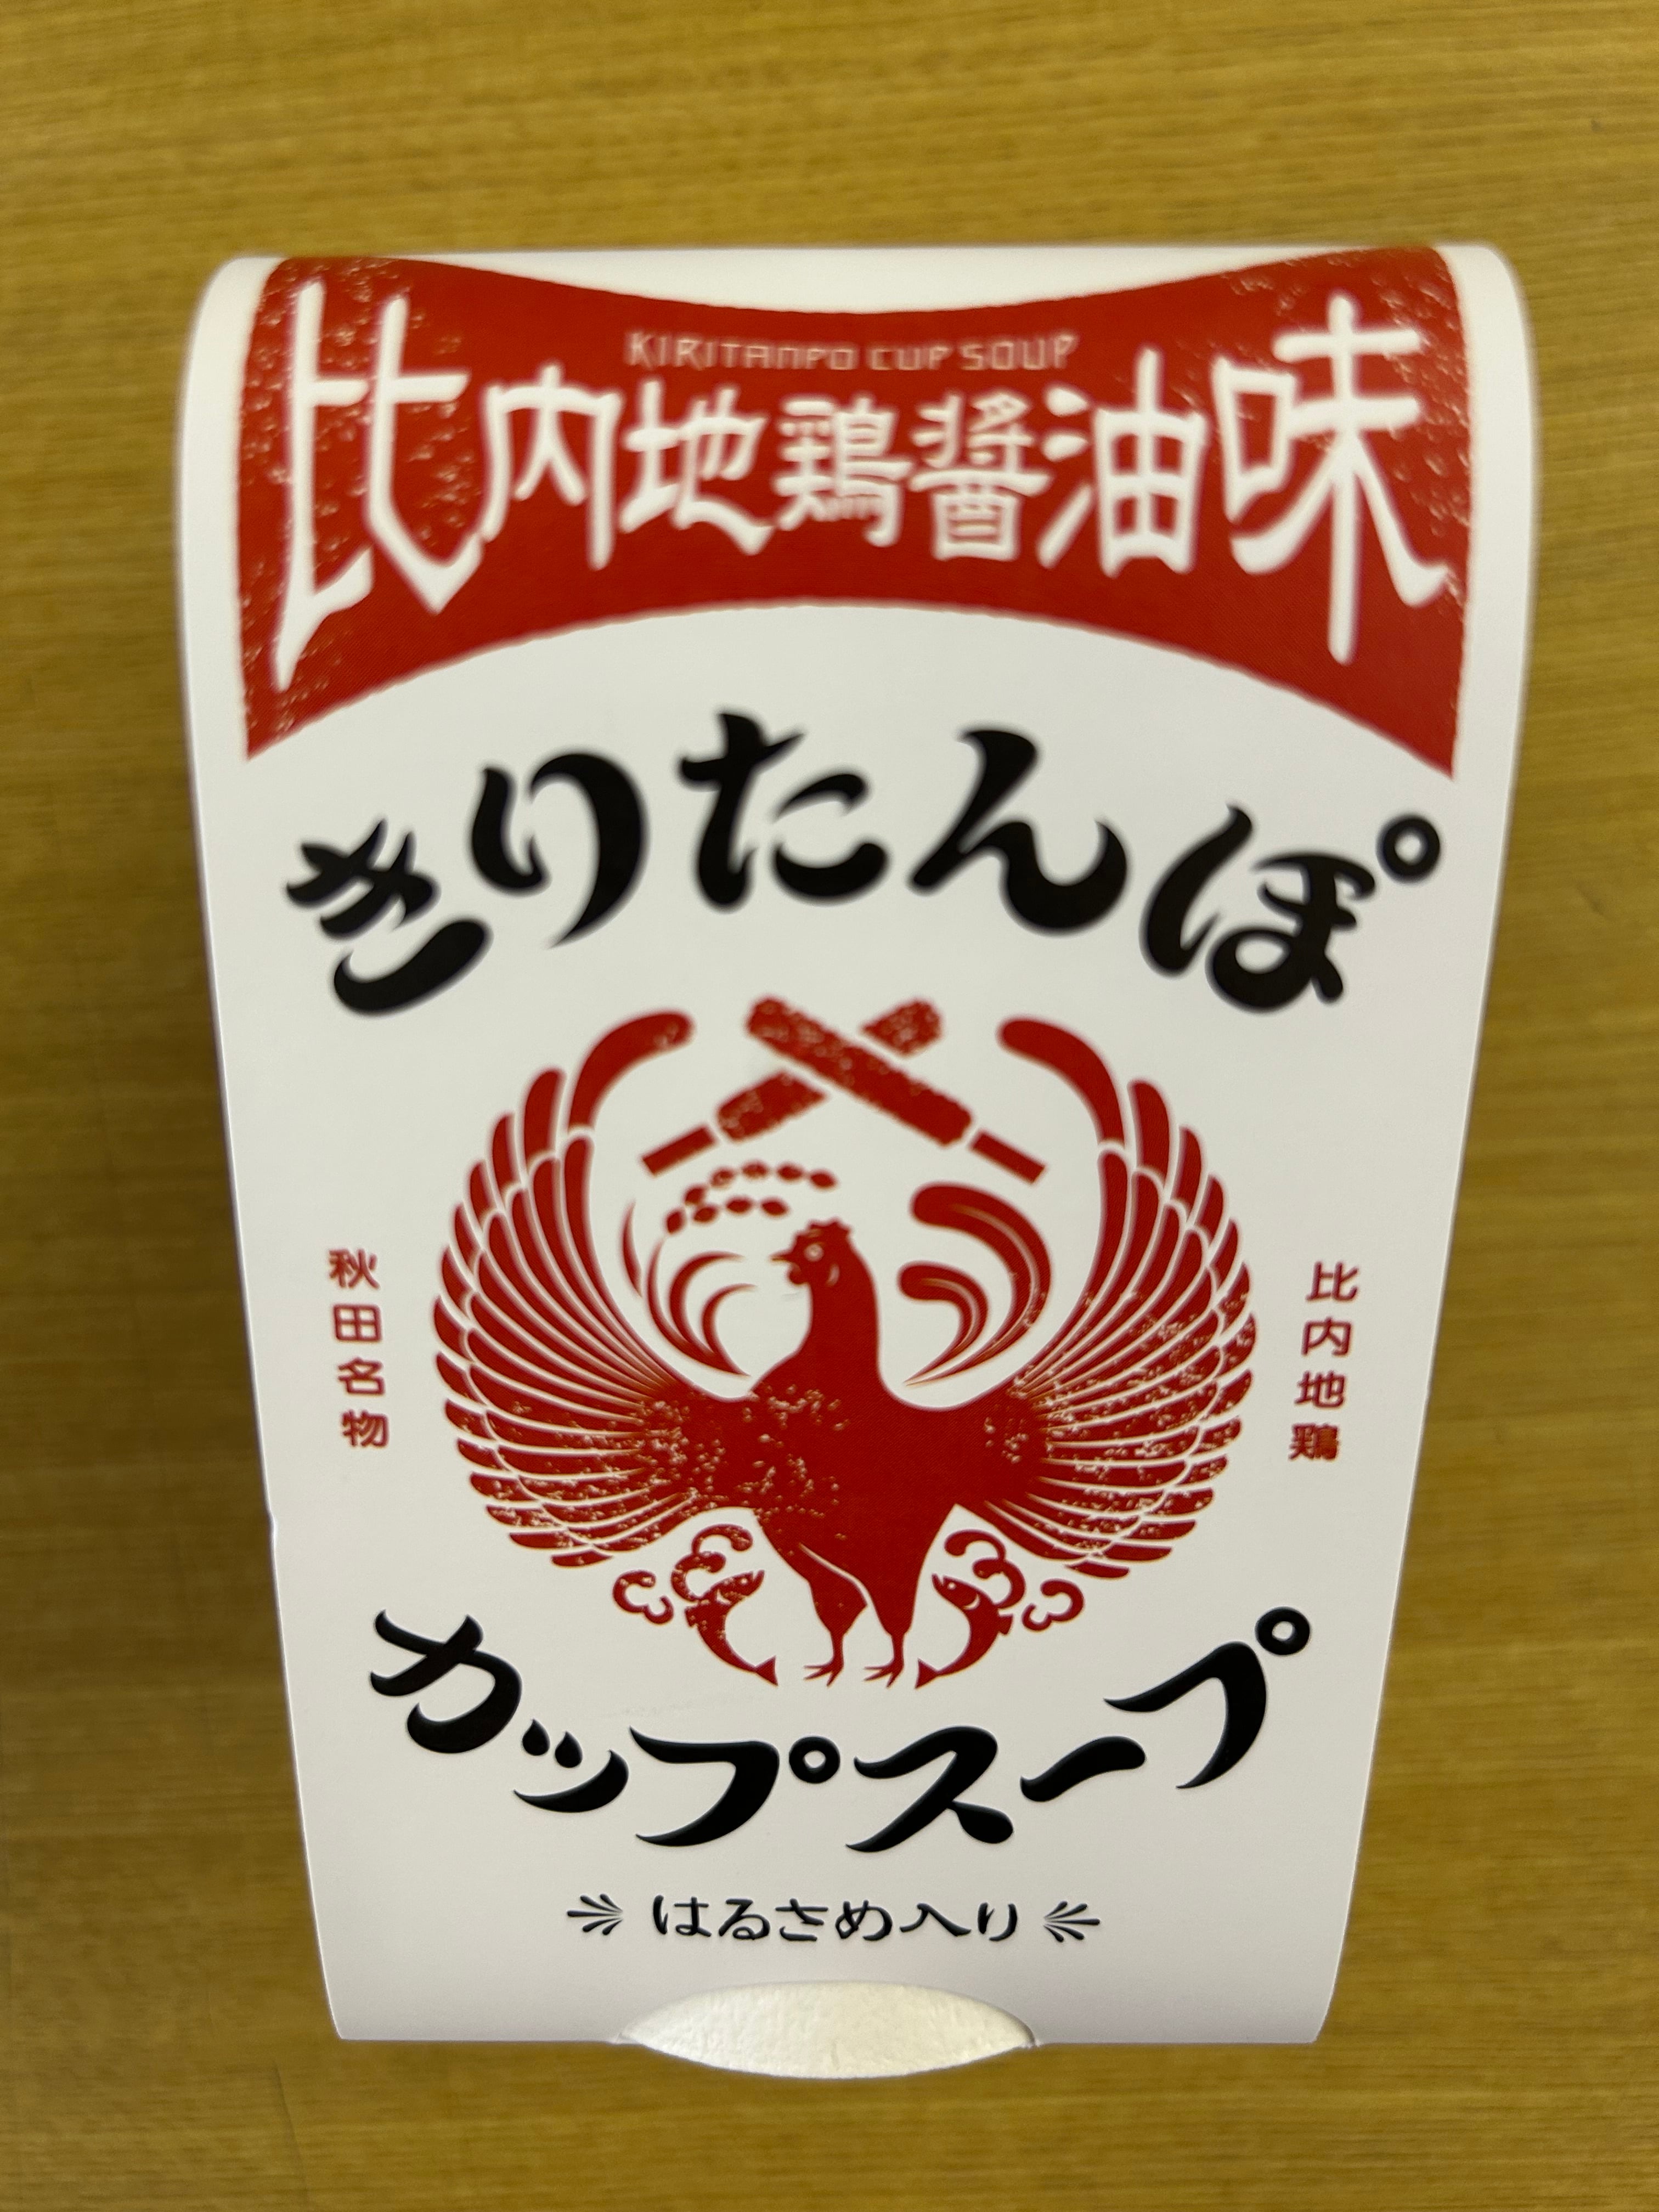 KIRITANPO CUP SOUP
比内地鶏醤油味
きりたんぽ
秋田名物
比内地鶏
カップスープ
はるさめ入り